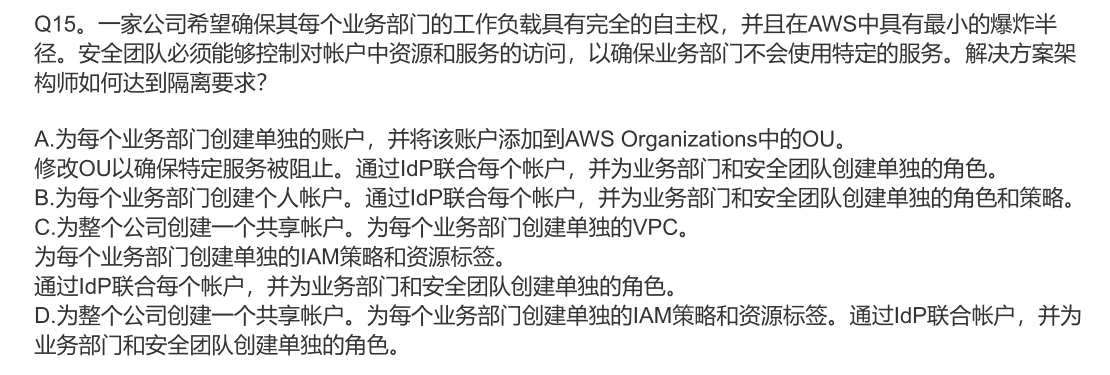 Q15。一家公司希望确保其每个业务部门的工作负载具有完全的自主权，并且在AWS中具有最小的爆炸半
径。安全团队必须能够控制对帐户中资源和服务的访问，以确保业务部门不会使用特定的服务。解决方案架
构师如何达到隔离要求？
A.为每个业务部门创建单独的账户，并将该账户添加到AWS Organizations中的OU。
修改OU以确保特定服务被阻止。通过IdP联合每个帐户，并为业务部门和安全团队创建单独的角色。
B.为每个业务部门创建个人帐户。通过IdP联合每个帐户，并为业务部门和安全团队创建单独的角色和策略。
C.为整个公司创建一个共享帐户。为每个业务部门创建单独的VPC。
为每个业务部门创建单独的IAM策略和资源标签。
通过IdP联合每个帐户，并为业务部门和安全团队创建单独的角色。
D.为整个公司创建一个共享帐户。为每个业务部门创建单独的IAM策略和资源标签。通过IdP联合帐户，并为
业务部门和安全团队创建单独的角色。